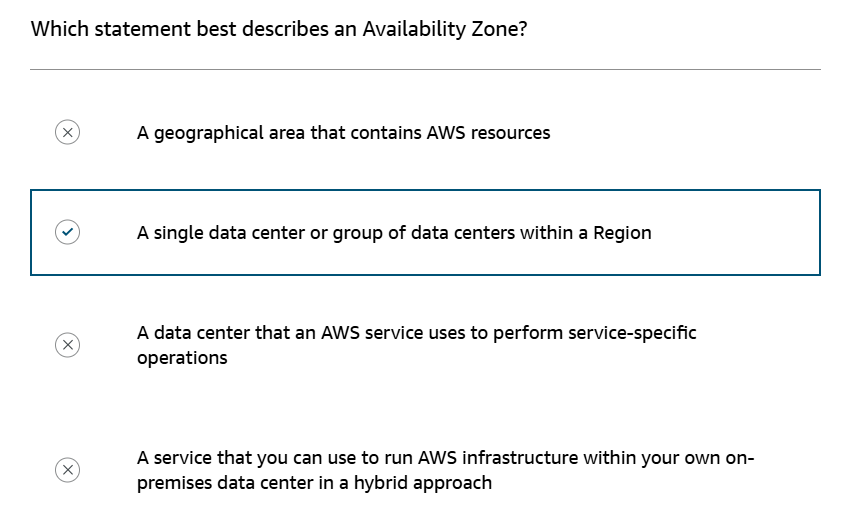 Which statement best describes an Availability Zone?
A geographical area that contains AWS resources
A single data center or group of data centers within a Region
A data center that an AWS service uses to perform service-specific
operations
A service that you can use to run AWS infrastructure within your own on-
premises data center in a hybrid approach